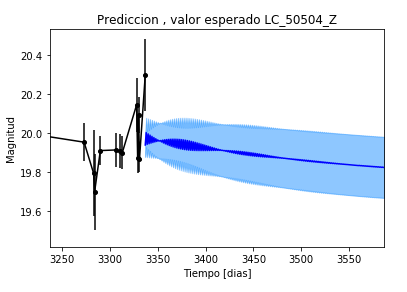 Prediccion , valor esperado LC_50504_Z
Magnitud
20.4
20.2
20.0
19.8
19.6
3250 3300 3350 3400 3450 3500 3550
Tiempo [dias]